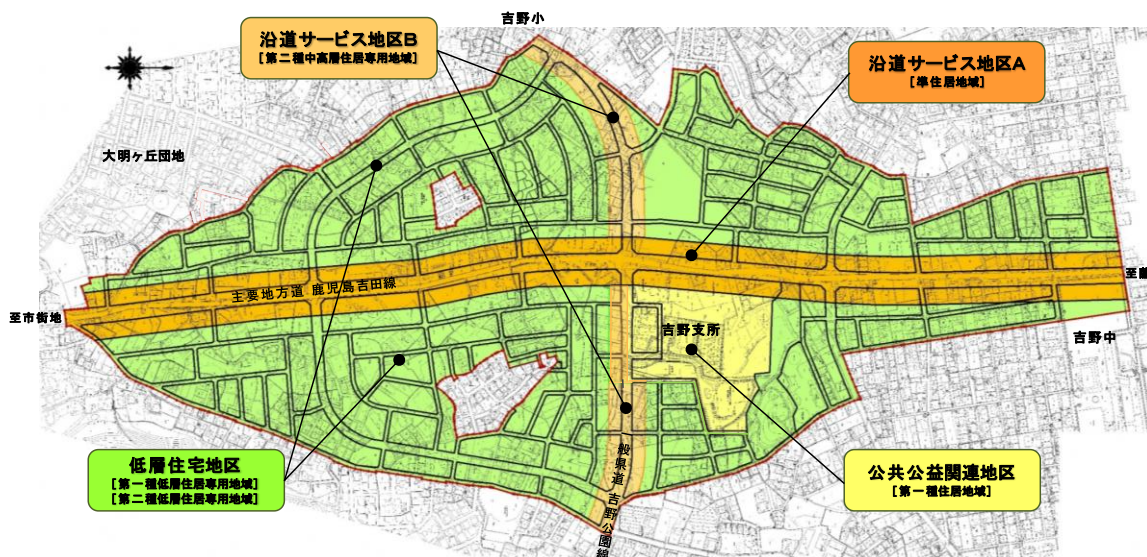 吉野小
沿道サービス地区B
[第二種中高層住居専用地域]
沿道サービス地区A
[準住居地域]
大明ヶ丘団地
主要地方道 鹿児島吉田線
至市街地
吉野支所
吉野中
低層住宅地区
[第一種低層住居専用地域]
[第二種低層住居専用地域]
般県道 吉野公園線
公共公益関連地区
[第一種住居地域]